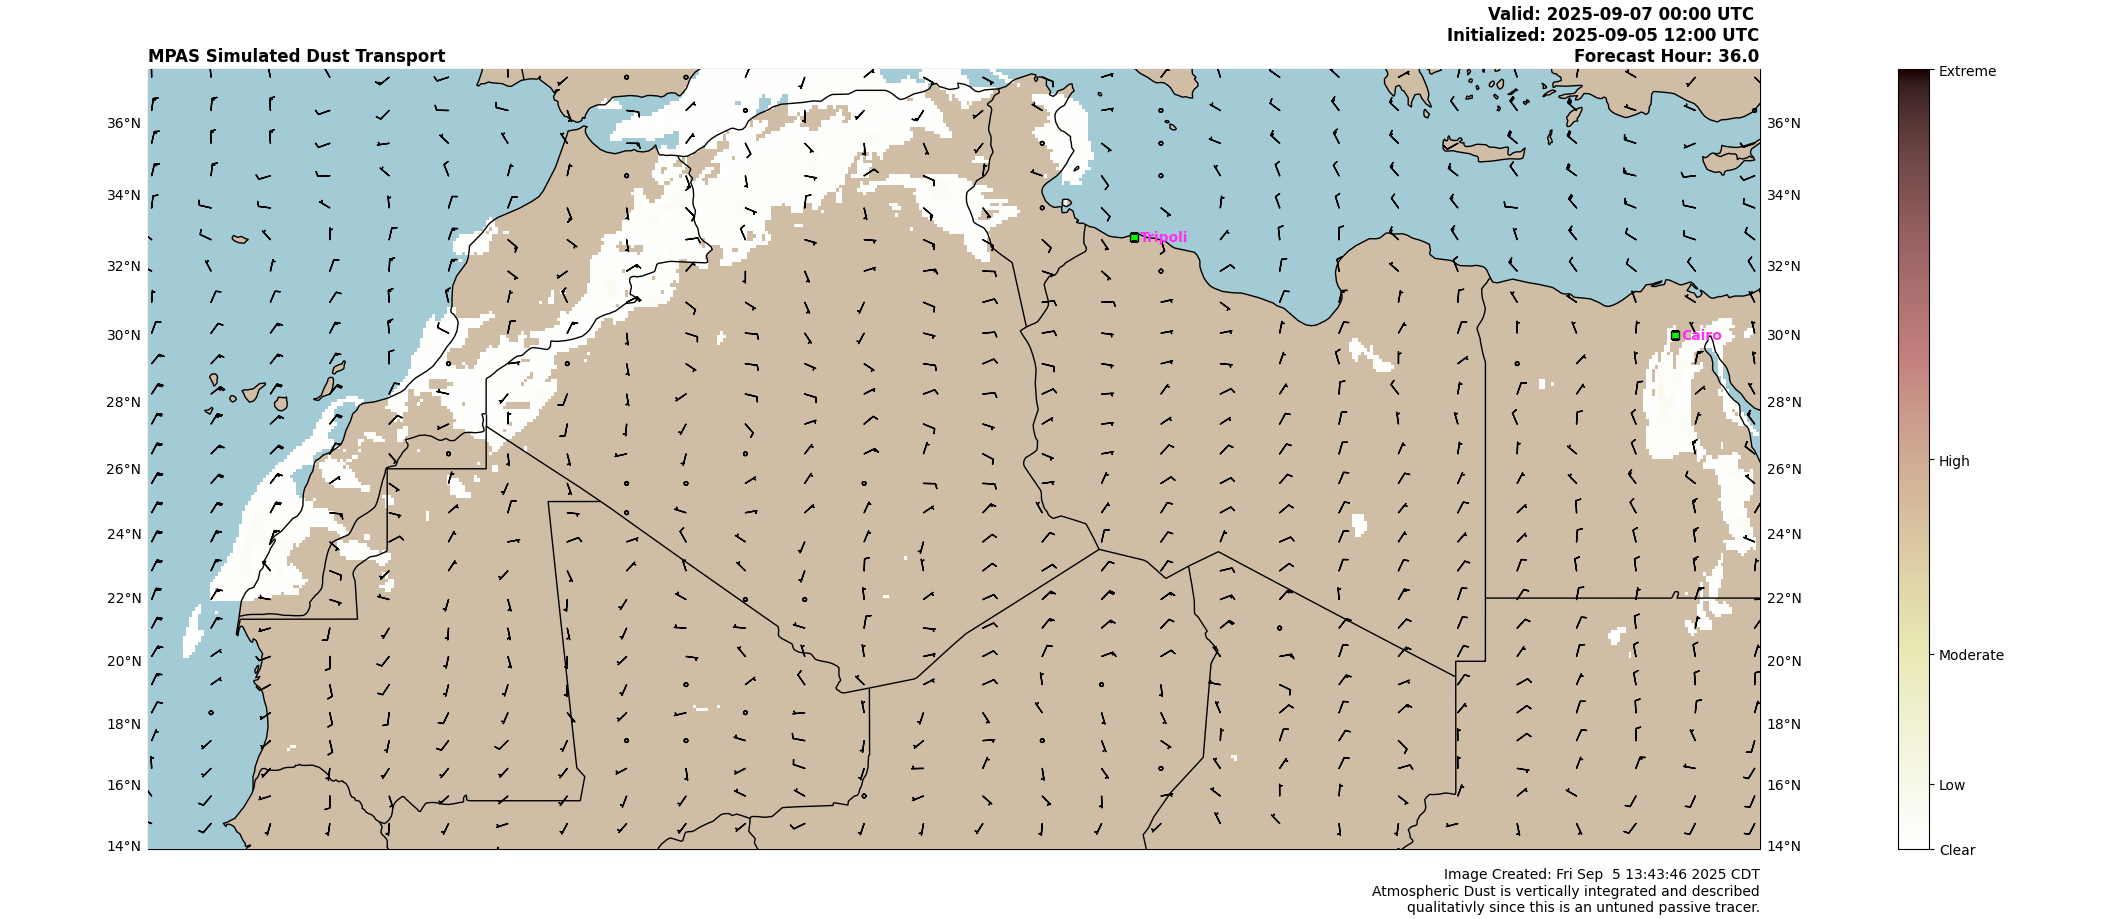 Valid: 2025-09-07 00:00 UTC
Initialized: 2025-09-05 12:00 UTC
MPAS Simulated Dust Transport
Forecast Hour: 36.0
Extreme
36°N
36°N
34°N
34°N
Tripoli
32°N
32°N
30°N
Cairo
30°N
28°N
28°N
High
26°N
26°N
24°N
24°N
22°N
22°N
Moderate
20°N
20°N
18°N
18°N
16°N
16°N
Low
14°N
14°N
Clear
Image Created: Fri Sep  5 13:43:46 2025 CDT
Atmospheric Dust is vertically integrated and described
qualitativly since this is an untuned passive tracer.